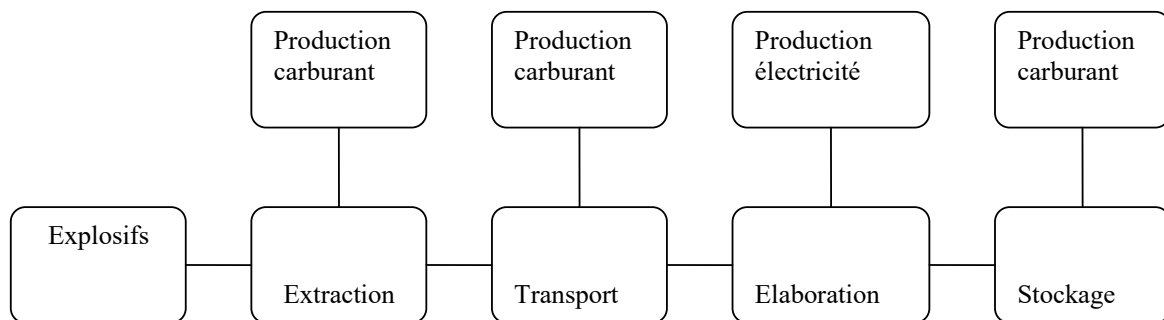 Production
carburant
Production
carburant
Production
électricité
Production
carburant
Explosifs
Extraction
Transport
Elaboration
Stockage